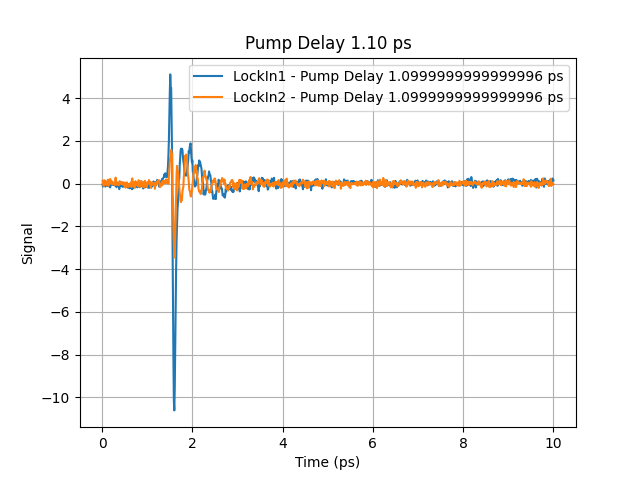 Pump Delay 1.10 ps
LockIn1 - Pump Delay 1.0999999999999996 ps
LockIn2 - Pump Delay 1.0999999999999996 ps
4
2
0
−2
−4
−6
−8
−10
Signal
0 2 4 6 8 10
Time (ps)